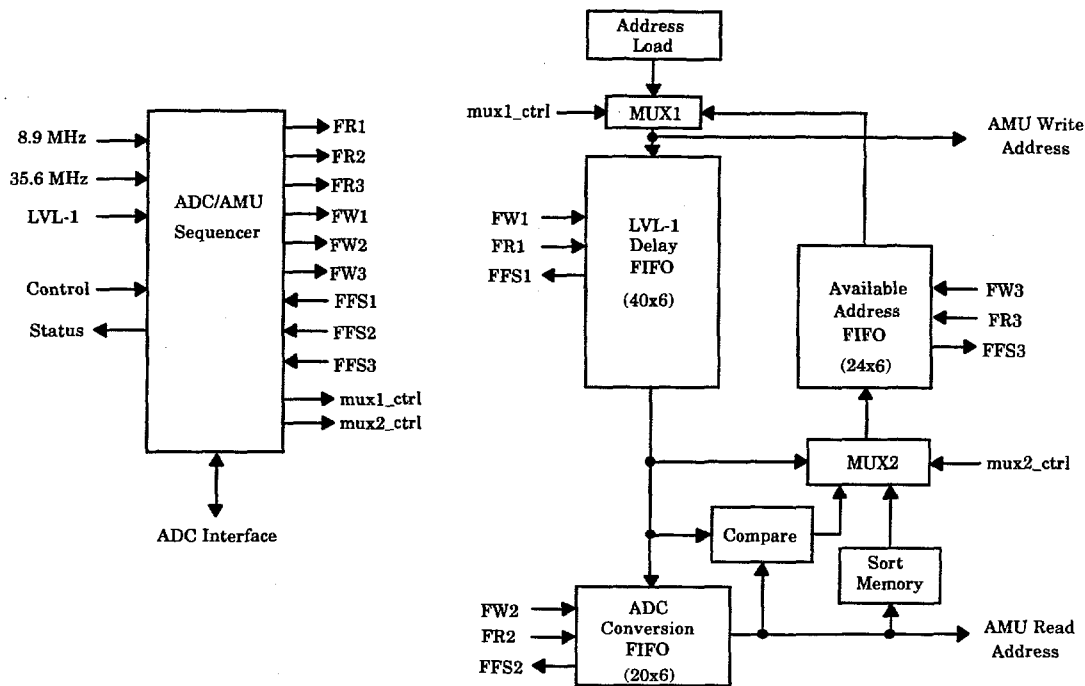 Address
Load
mux1_ctrl
MUX1
AMU Write
Address
8.9 MHz
35.6 MHz
LVL-1
Control
Status
ADC/AMU
Sequencer
FR1
FR2
FR3
FW1
FW2
FW3
FFS1
FFS2
FFS3
mux1_ctrl
mux2_ctrl
ADC Interface
FW1
FR1
FFS1
LVL-1
Delay
FIFO
(40x6)
Available
Address
FIFO
(24x6)
FW3
FR3
FFS3
MUX2
mux2_ctrl
Compare
Sort
Memory
FW2
FR2
FFS2
ADC
Conversion
FIFO
(20x6)
AMU Read
Address